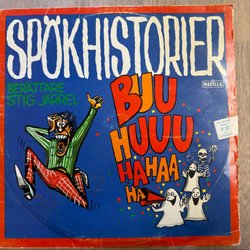 SPÖKHISTORIER
BERÄTTARE
STIG JÄRREL
MARILLA
BUU
HUUU
HAHAA
HA